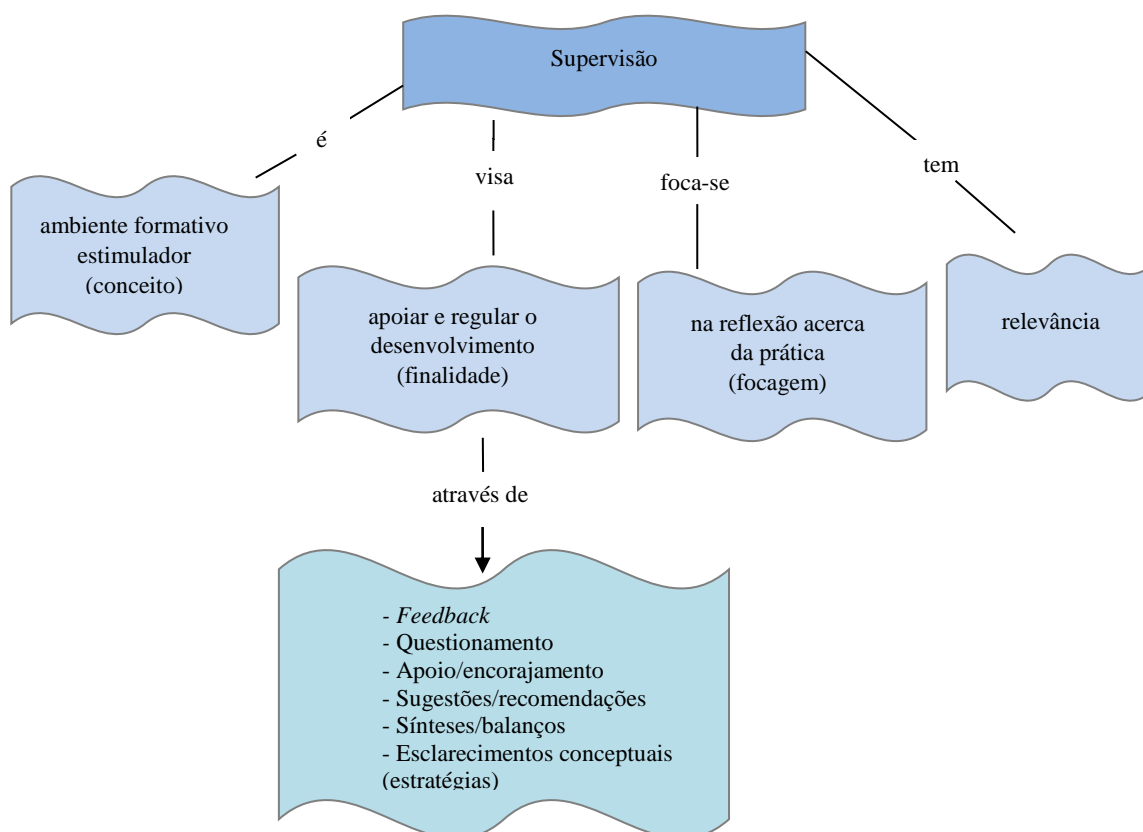 Supervisão
é
visa
foca-se
tem
ambiente formativo
estimulador
(conceito)
apoiar e regular o
desenvolvimento
(finalidade)
na reflexão acerca
da prática
(focagem)
relevância
através de
- Feedback
- Questionamento
- Apoio/encorajamento
- Sugestões/recomendações
- Sínteses/balanços
- Esclarecimentos conceptuais
(estratégias)